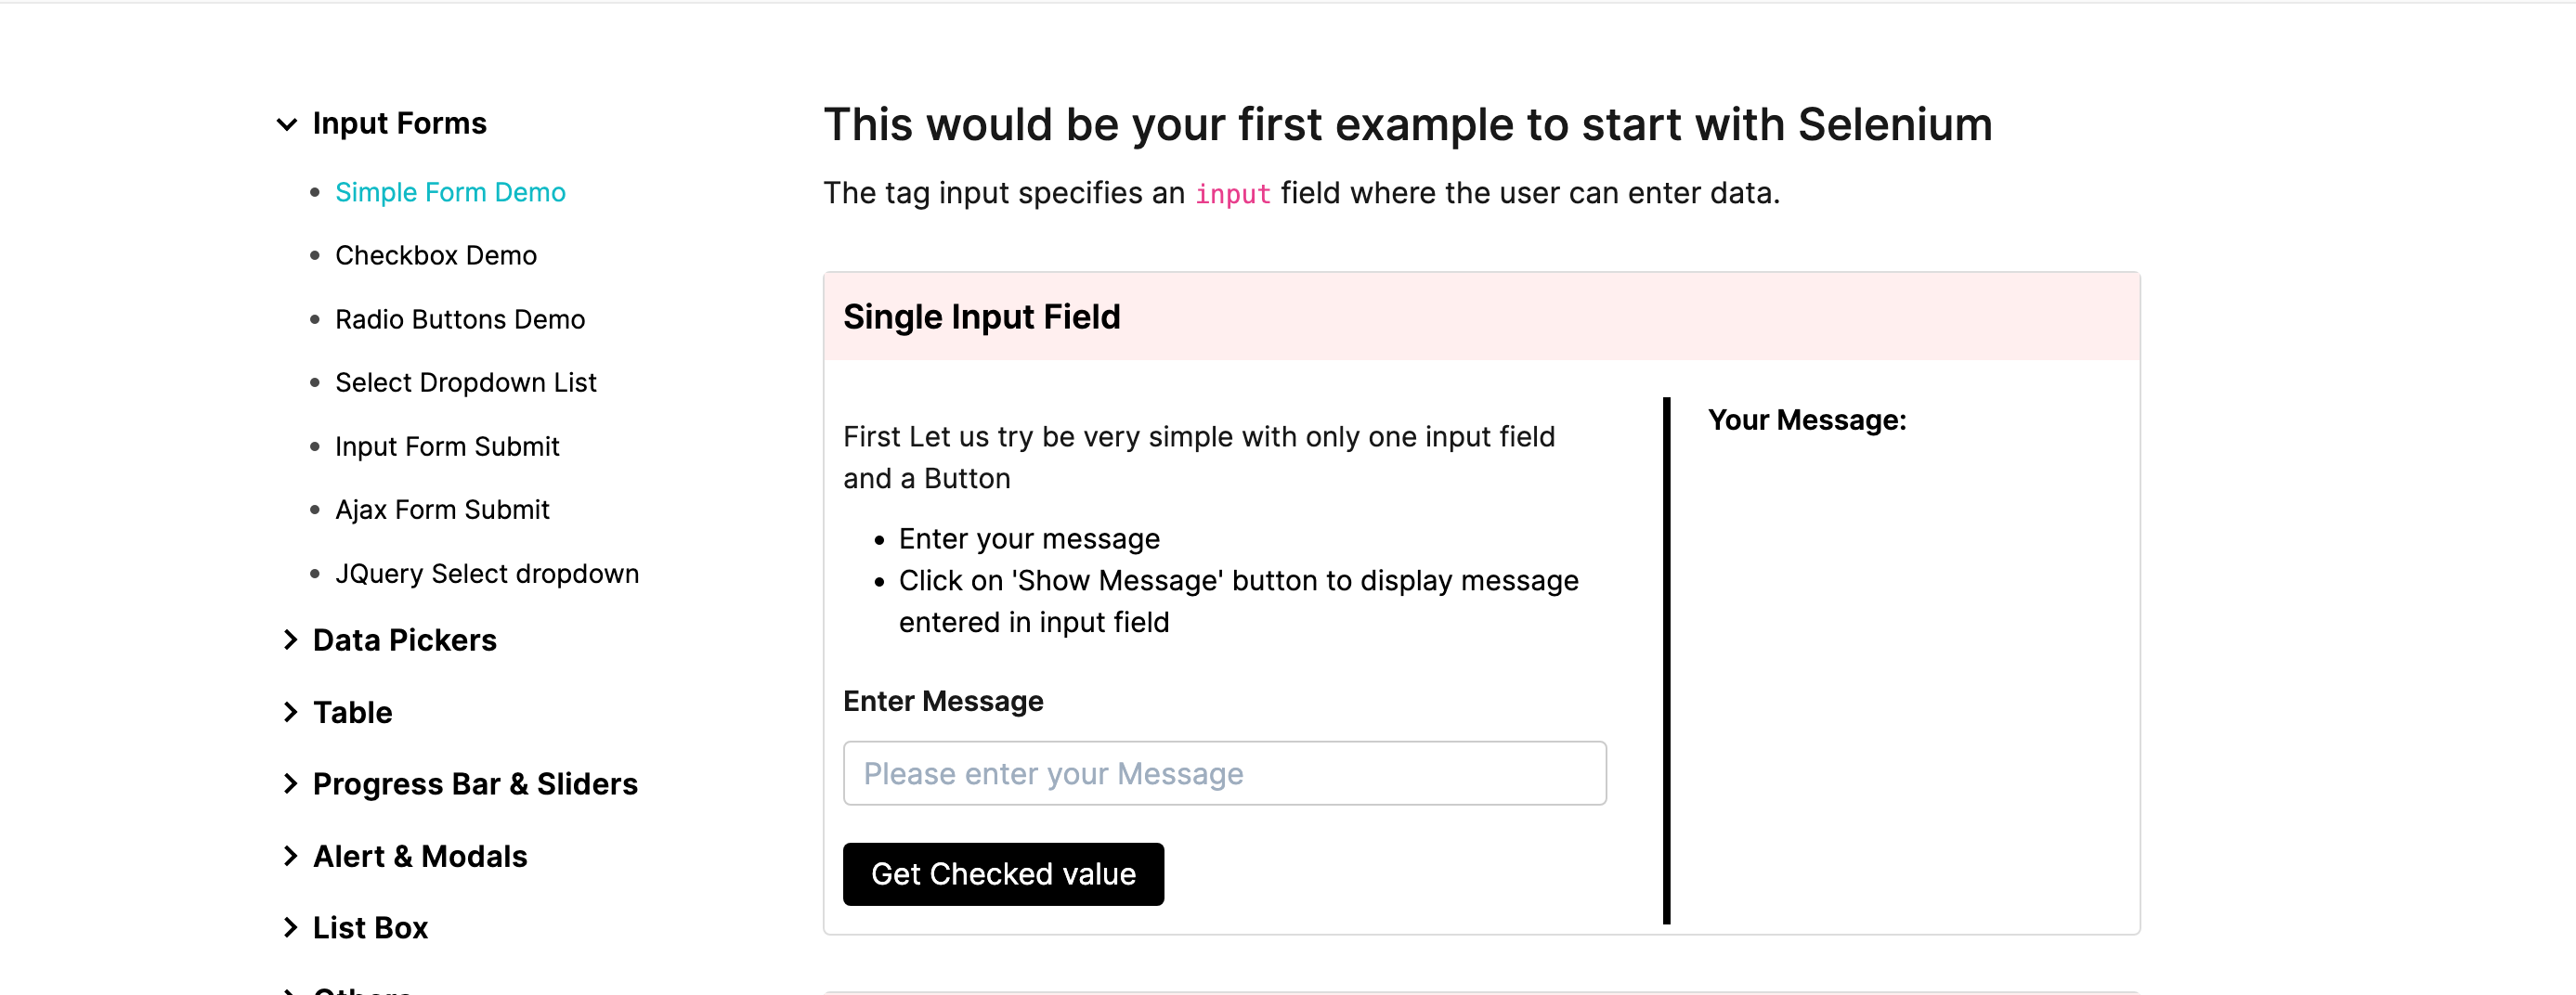 Input Forms
Simple Form Demo
Checkbox Demo
Radio Buttons Demo
Select Dropdown List
Input Form Submit
Ajax Form Submit
JQuery Select dropdown
Data Pickers
Table
Progress Bar & Sliders
Alert & Modals
List Box
Others
This would be your first example to start with Selenium
The tag input specifies an input field where the user can enter data.
Single Input Field
First Let us try be very simple with only one input field
and a Button
Enter your message
Click on 'Show Message' button to display message
entered in input field
Enter Message
Please enter your Message
Get Checked value
Your Message: